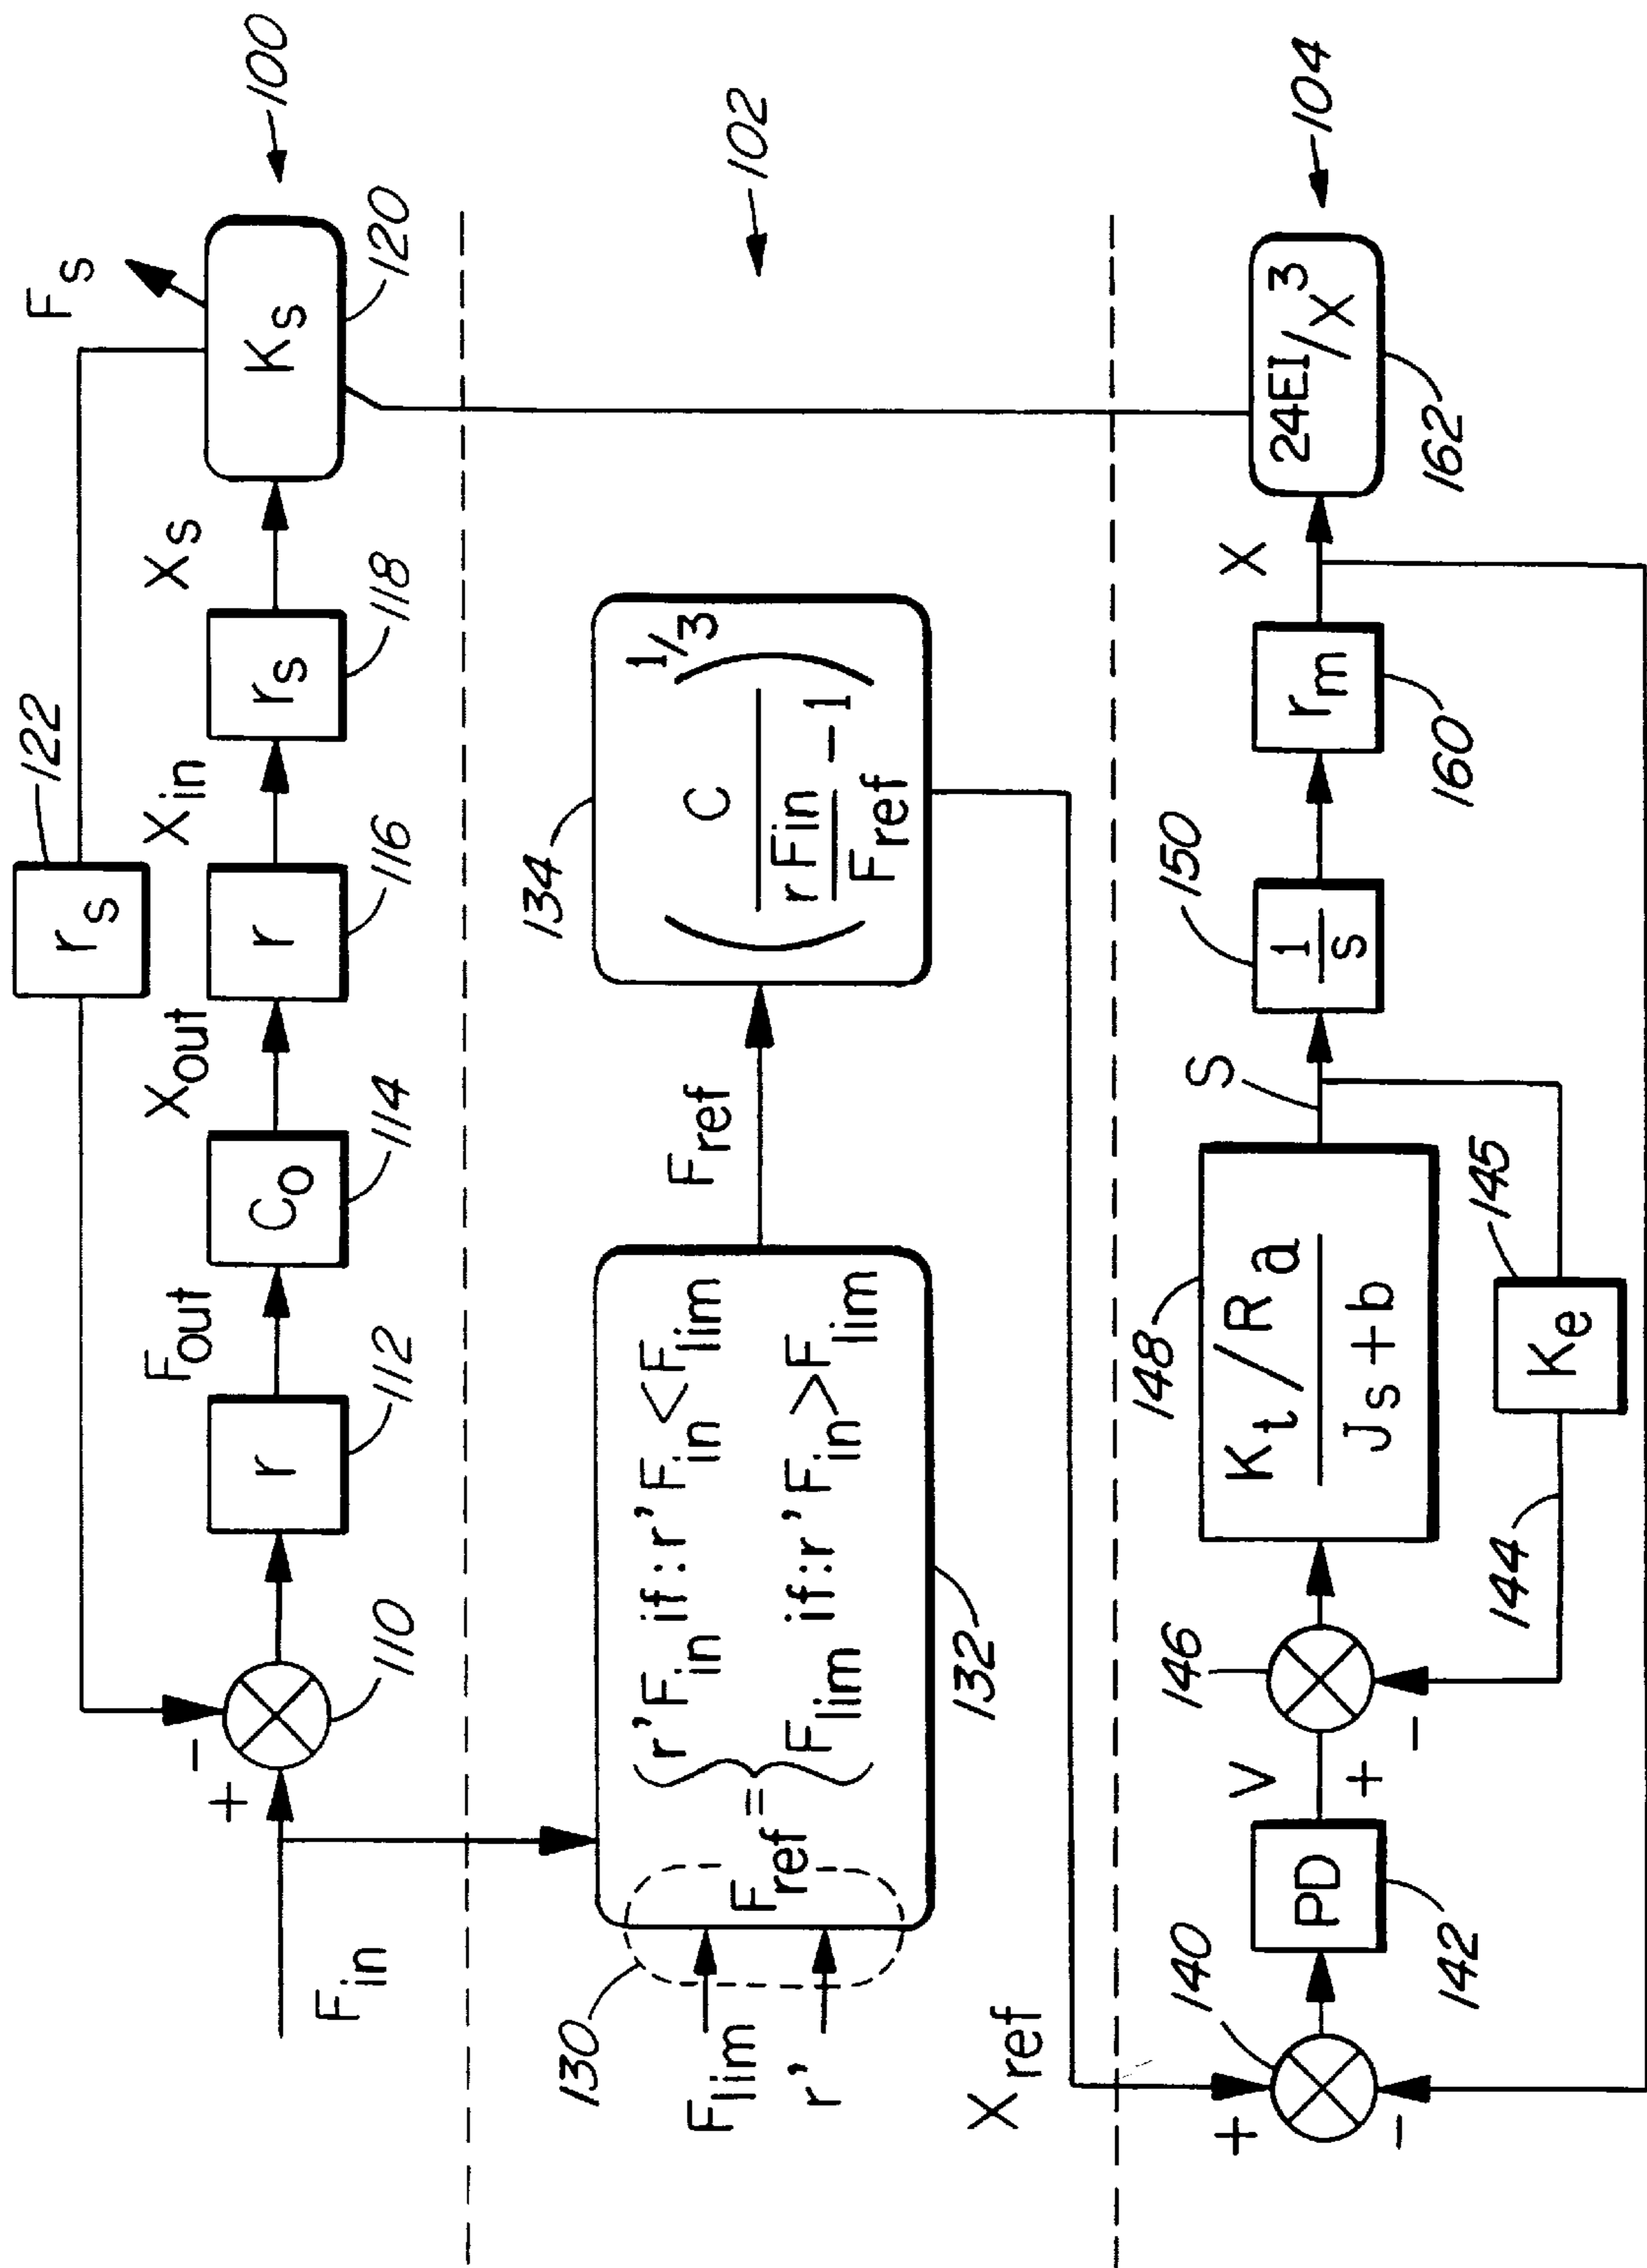 F_s
r_s
122
F_in
+
-
110
r
112
F_out
C_o
114
X_out
r
116
X_in
r_s
118
X_s
K_s
120
100
130
F_lim
r'
F_ref = { r'F_in if: r'F_in < F_lim
F_lim if: r'F_in > F_lim
132
F_ref
134
( C / ( rFin / F_ref - 1 ) )^1/3
102
X_ref
+
-
140
PD
142
V
+
-
146
148
K_t / R_a
Js + b
144
K_e
145
S
150
1/s
r_m
160
X
24EI/X^3
162
104